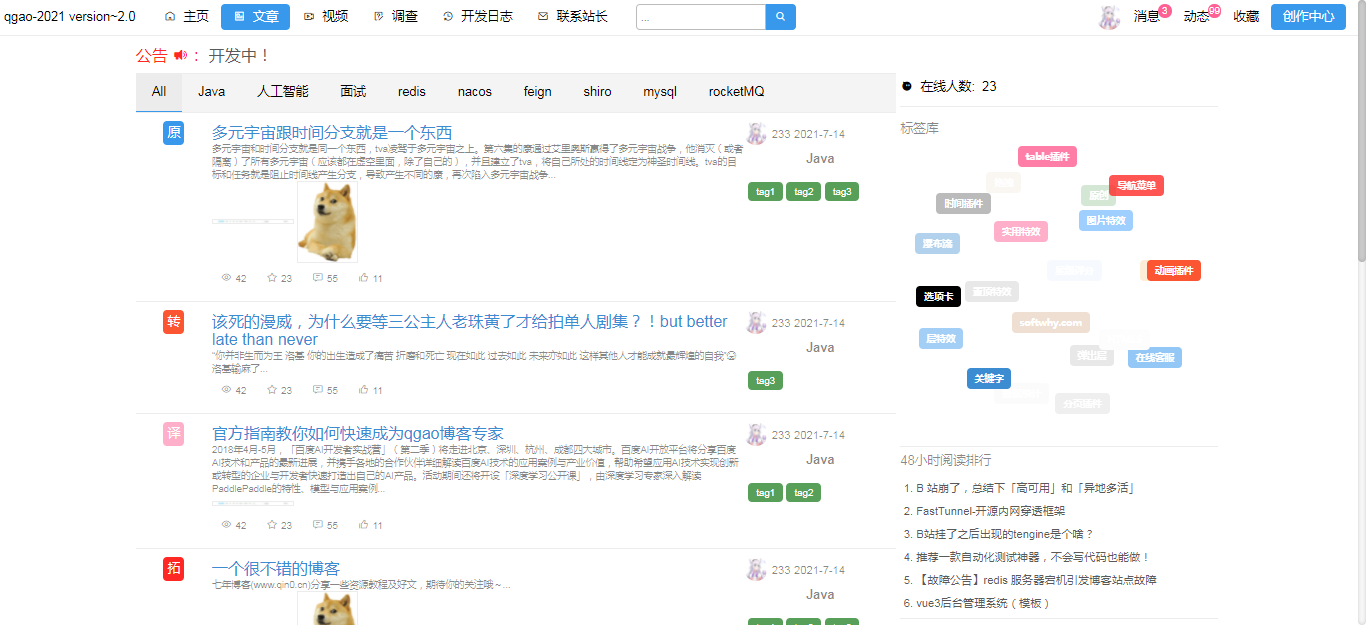 qgao-2021 version~2.0 主页 文章 视频 调查 开发日志 联系站长 ... 消息 3 动态 99 收藏 创作中心
公告 : 开发中！
All Java 人工智能 面试 redis nacos feign shiro mysql rocketMQ
在线人数: 23
原 多元宇宙跟时间分支就是一个东西
233 2021-7-14
Java
多元宇宙和时间分支就是同一个东西，tva凌驾于多元宇宙之上。第六集的康通过艾里奥斯赢得了多元宇宙战争，他消灭（或者
隔离）了所有多元宇宙（应该都在虚空里面，除了自己的），并且建立了tva，将自己所处的时间线定为神圣时间线。tva的目
标和任务就是阻止时间线产生分支，导致产生不同的康，再次陷入多元宇宙战争...
tag1 tag2 tag3
42 23 55 11
转 该死的漫威，为什么要等三公主人老珠黄了才给拍单人剧集？！but better
late than never
233 2021-7-14
Java
"你并非生而为王 洛基 你的出生造成了痛苦 折磨和死亡 现在如此 过去如此 未来亦如此 这样其他人才能成就最辉煌的自我"
洛基输麻了...
tag3
42 23 55 11
译 官方指南教你如何快速成为qgao博客专家
233 2021-7-14
Java
2018年4月-5月，「百度AI开发者实战营」（第二季）将走进北京、深圳、杭州、成都四大城市。百度AI开放平台将分享百度
AI技术和产品的最新进展，并携手各地的合作伙伴详细解读百度AI技术的应用案例与产业价值，帮助希望应用AI技术实现创新
或转型的企业与开发者快速打造出自己的AI产品。活动期间还将开设「深度学习公开课」，由深度学习专家深入解读
PaddlePaddle的特性、模型与应用案例...
tag1 tag2
42 23 55 11
拓 一个很不错的博客
233 2021-7-14
Java
七年博客(www.qin0.cn)分享一些资源教程及好文，期待你的关注哦～...
标签库
table插件
导航菜单
原创
时间插件
图片特效
实用特效
瀑布流
动画插件
选项卡
置顶特效
softwhy.com
层特效
弹出层
在线客服
关键字
分页插件
48小时阅读排行
1. B 站崩了，总结下「高可用」和「异地多活」
2. FastTunnel-开源内网穿透框架
3. B站挂了之后出现的tengine是个啥？
4. 推荐一款自动化测试神器，不会写代码也能做！
5. 【故障公告】redis 服务器宕机引发博客站点故障
6. vue3后台管理系统（模板）